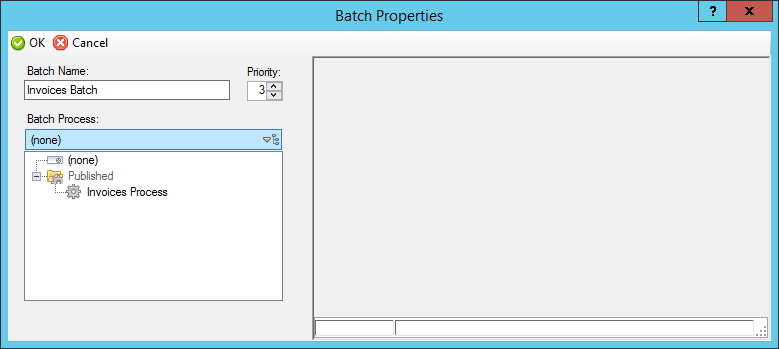 Batch Properties
?
x
OK Cancel
Batch Name: Priority:
Invoices Batch 3
Batch Process:
(none)
(none)
Published
Invoices Process